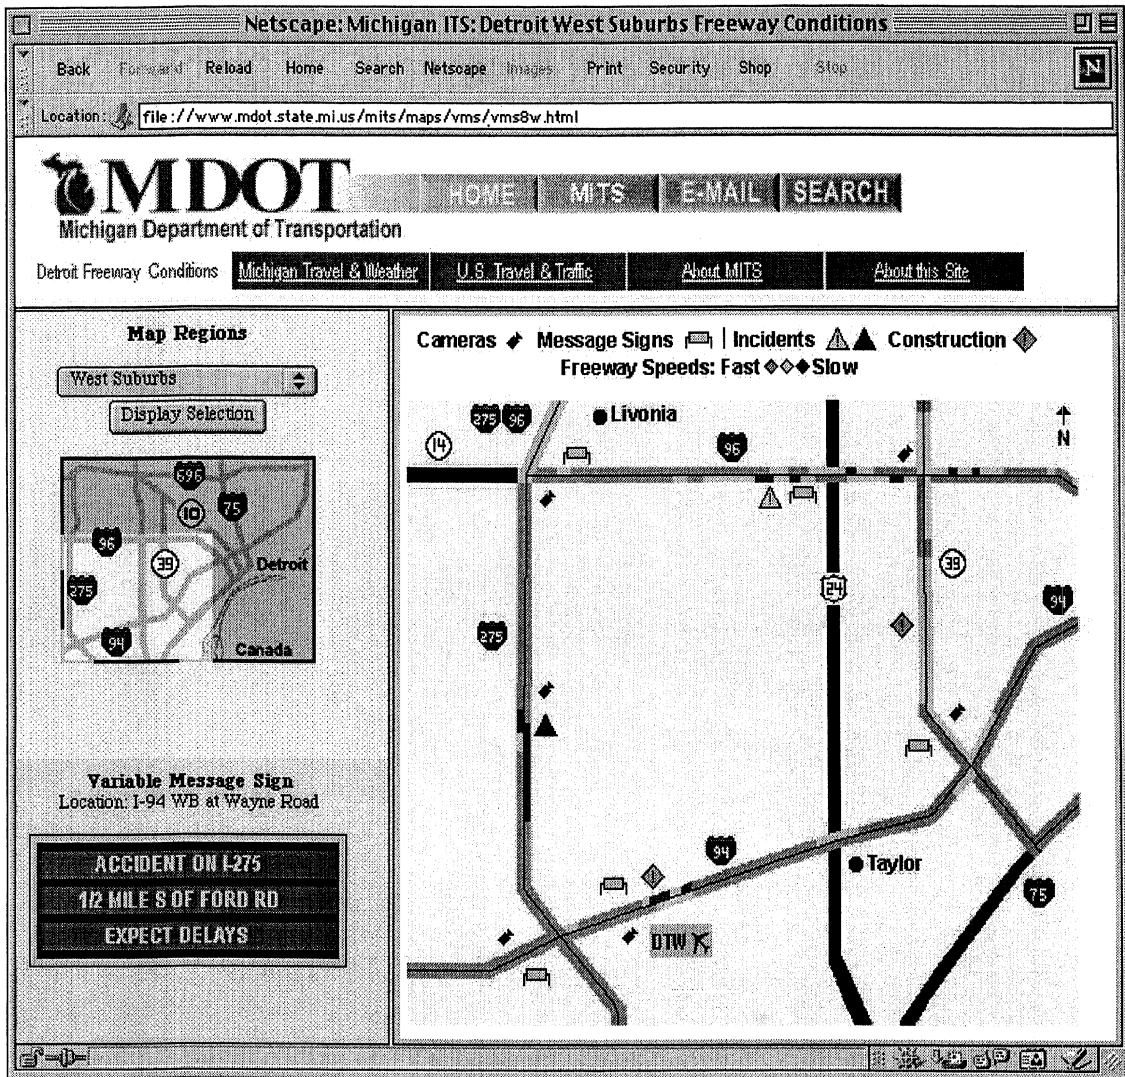 Netscape: Michigan ITS: Detroit West Suburbs Freeway Conditions
Back Forward Reload Home Search Netscape Images Print Security Shop Stop
N
Location: file://www.mdot.state.mi.us/mits/maps/vms/vms8w.html
MDOT
Michigan Department of Transportation
HOME MITS E-MAIL SEARCH
Detroit Freeway Conditions Michigan Travel & Weather U.S. Travel & Traffic About MITS About this Site
Map Regions
West Suburbs
Display Selection
696
10
75
96
39
Detroit
275
94
Canada
Variable Message Sign
Location: I-94 WB at Wayne Road
ACCIDENT ON I-275
1/2 MILE S OF FORD RD
EXPECT DELAYS
Cameras Message Signs | Incidents Construction
Freeway Speeds: Fast Slow
275 96
Livonia
14
96
N
39
24
94
275
94
Taylor
75
DTW